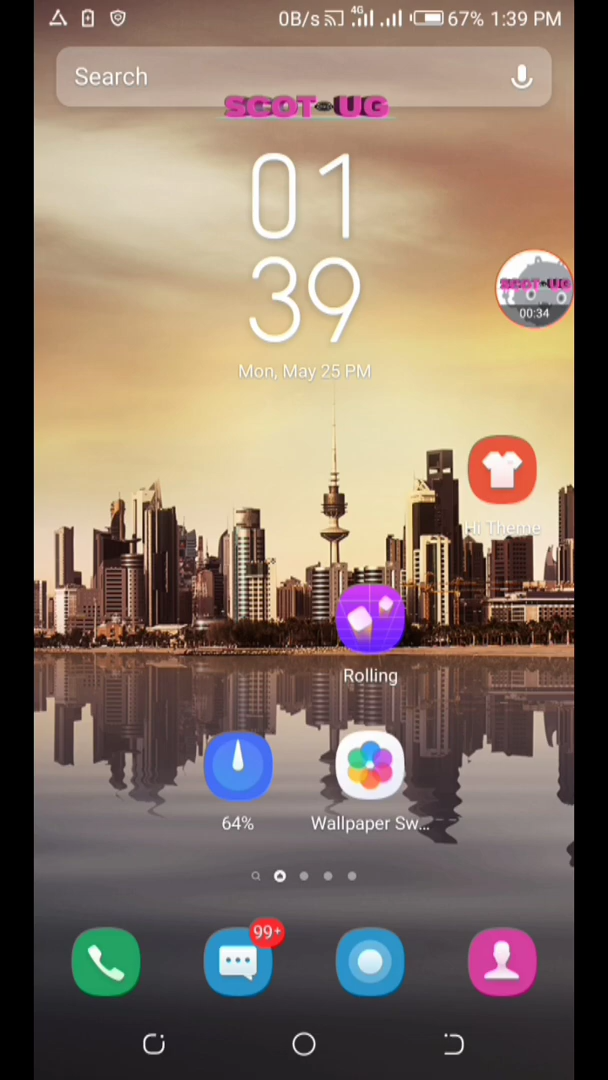 0B/s 4G 67% 1:39 PM
Search
SCOT UG
01
39
Mon, May 25 PM
SCOT UG
00:34
Hi Theme
Rolling
64%
Wallpaper Sw...
99+